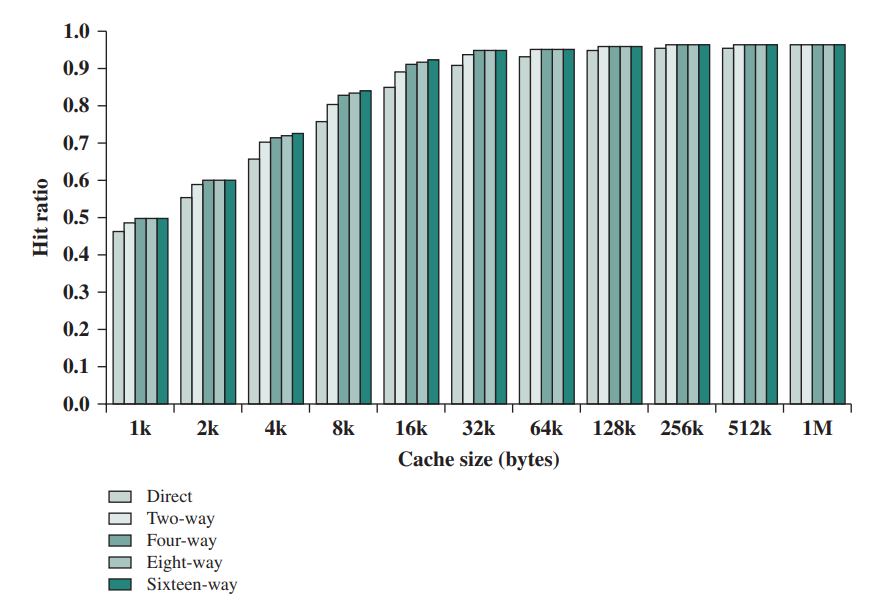 1.0
0.9
0.8
0.7
0.6
0.5
0.4
0.3
0.2
0.1
0.0
Hit ratio
1k 2k 4k 8k 16k 32k 64k 128k 256k 512k 1M
Cache size (bytes)
Direct
Two-way
Four-way
Eight-way
Sixteen-way